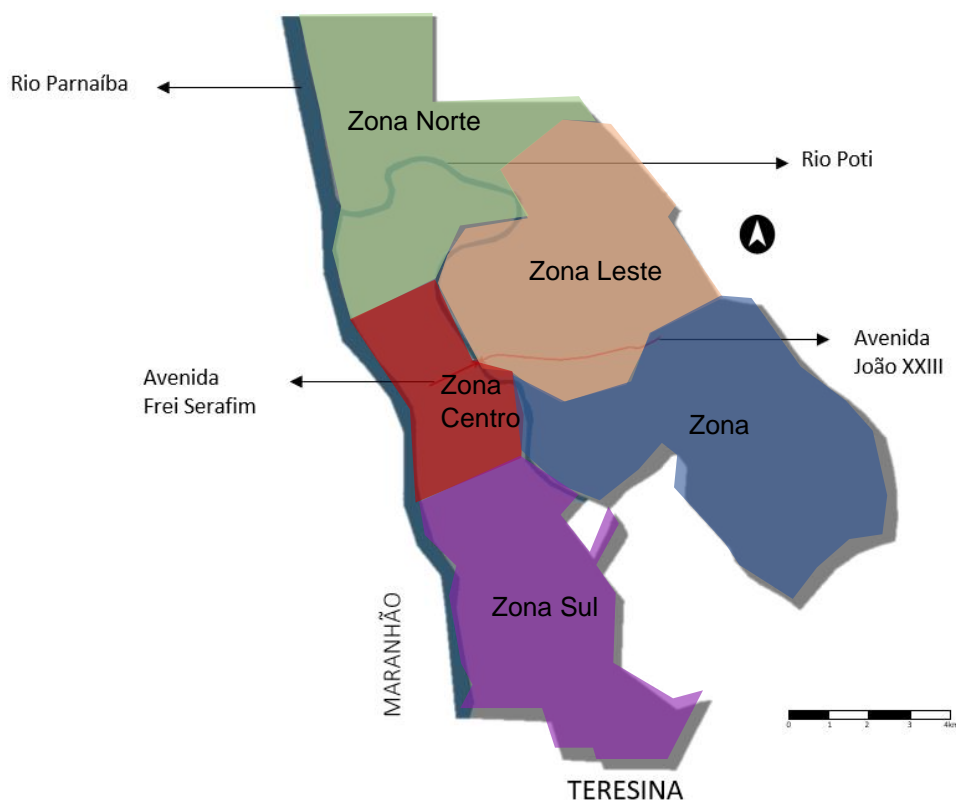 Rio Parnaíba
Zona Norte
Rio Poti
Zona Leste
Avenida
João XXIII
Avenida
Frei Serafim
Zona
Centro
Zona
Zona Sul
MARANHÃO
0 1 2 3 4km
TERESINA